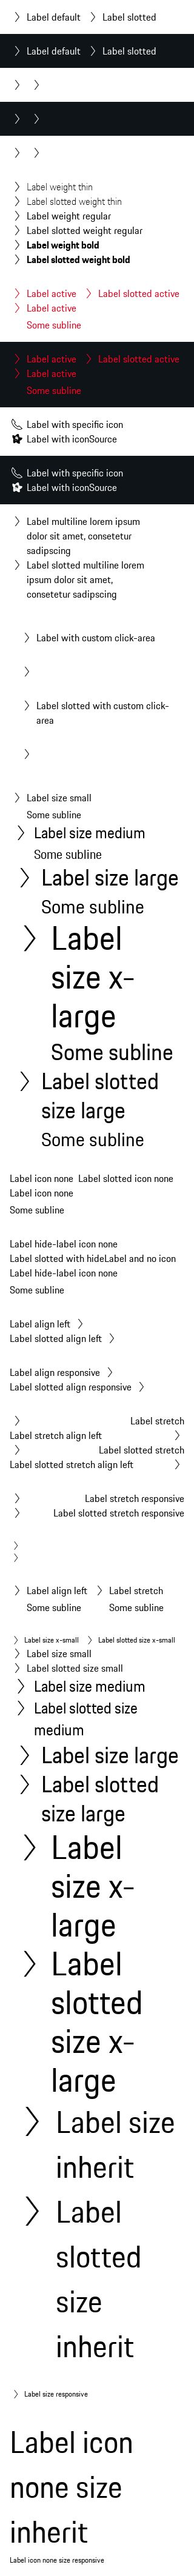 Label default Label slotted
Label default Label slotted
Label weight thin
Label slotted weight thin
Label weight regular
Label slotted weight regular
Label weight bold
Label slotted weight bold
Label active Label slotted active
Label active
Some subline
Label active Label slotted active
Label active
Some subline
Label with specific icon
Label with iconSource
Label with specific icon
Label with iconSource
Label multiline lorem ipsum
dolor sit amet, consetetur
sadipscing
Label slotted multiline lorem
ipsum dolor sit amet,
consetetur sadipscing
Label with custom click-area
Label slotted with custom click-
area
Label size small
Some subline
Label size medium
Some subline
Label size large
Some subline
Label
size x-
large
Some subline
Label slotted
size large
Some subline
Label icon none Label slotted icon none
Label icon none
Some subline
Label hide-label icon none
Label slotted with hideLabel and no icon
Label hide-label icon none
Some subline
Label align left
Label slotted align left
Label align responsive
Label slotted align responsive
Label stretch
Label stretch align left
Label slotted stretch
Label slotted stretch align left
Label stretch responsive
Label slotted stretch responsive
Label align left Label stretch
Some subline Some subline
Label size x-small Label slotted size x-small
Label size small
Label slotted size small
Label size medium
Label slotted size
medium
Label size large
Label slotted
size large
Label
size x-
large
Label
slotted
size x-
large
Label size
inherit
Label
slotted
size
inherit
Label size responsive
Label icon
none size
inherit
Label icon none size responsive